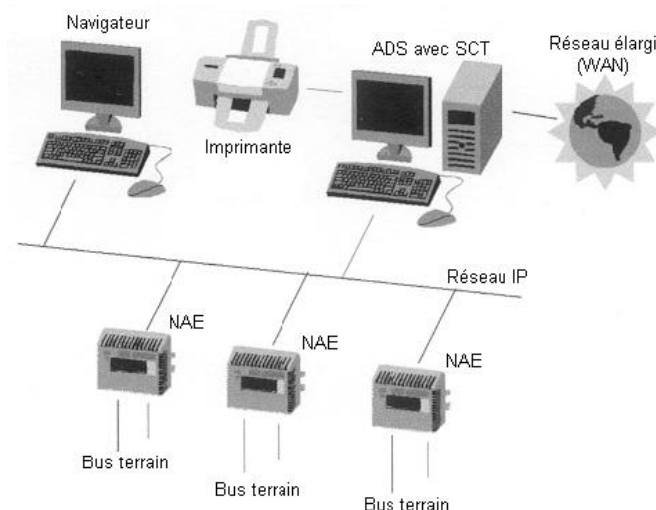 Navigateur
ADS avec SCT
Réseau élargi
(WAN)
Imprimante
Réseau IP
NAE
NAE
NAE
Bus terrain
Bus terrain
Bus terrain